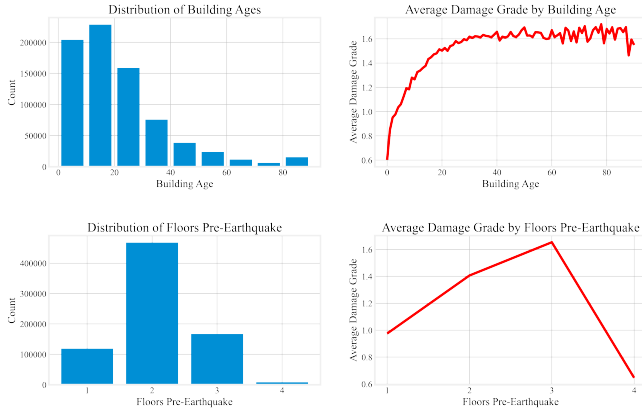 Distribution of Building Ages
200000
150000
100000
50000
0
Count
0 20 40 60 80
Building Age
Average Damage Grade by Building Age
1.6
1.4
1.2
1.0
0.8
0.6
Average Damage Grade
0 20 40 60 80
Building Age
Distribution of Floors Pre-Earthquake
400000
300000
200000
100000
0
Count
1 2 3 4
Floors Pre-Earthquake
Average Damage Grade by Floors Pre-Earthquake
1.6
1.4
1.2
1.0
0.8
0.6
Average Damage Grade
1 2 3 4
Floors Pre-Earthquake